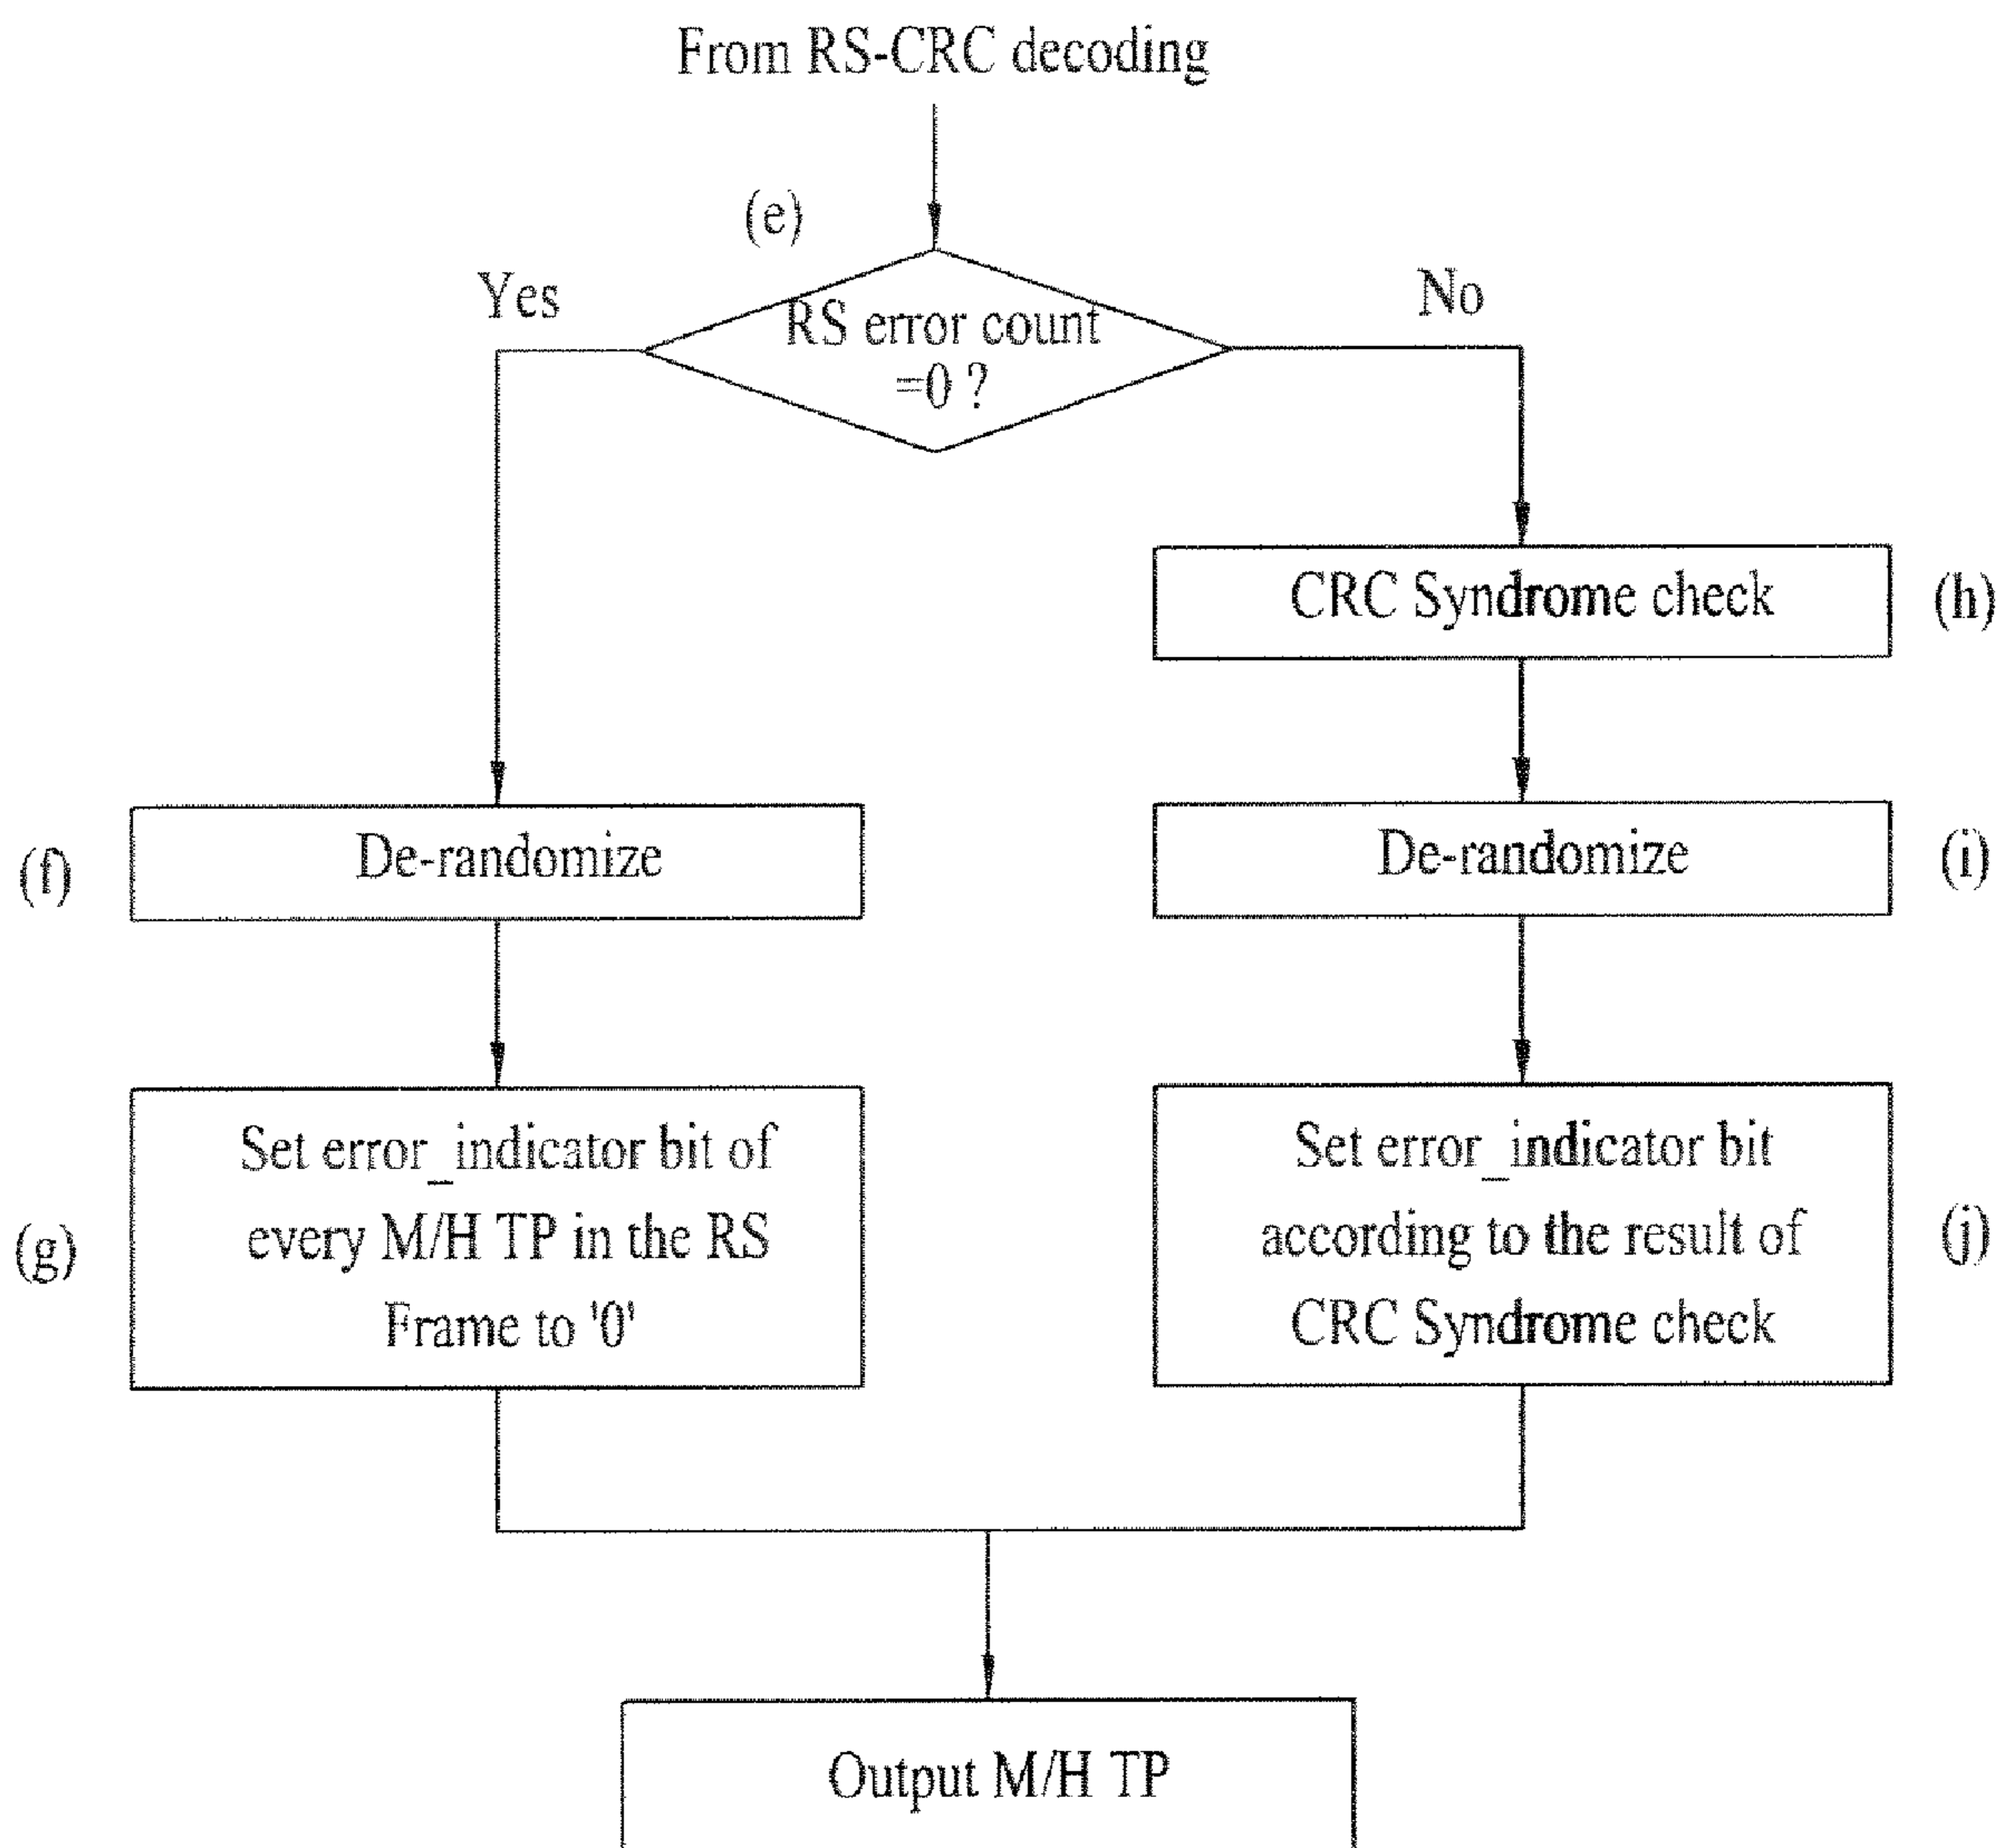 From RS-CRC decoding
(e)
Yes
No
RS error count
=0 ?
CRC Syndrome check
(h)
(f)
De-randomize
De-randomize
(i)
(g)
Set error_indicator bit of
every M/H TP in the RS
Frame to '0'
Set error_indicator bit
according to the result of
CRC Syndrome check
(j)
Output M/H TP